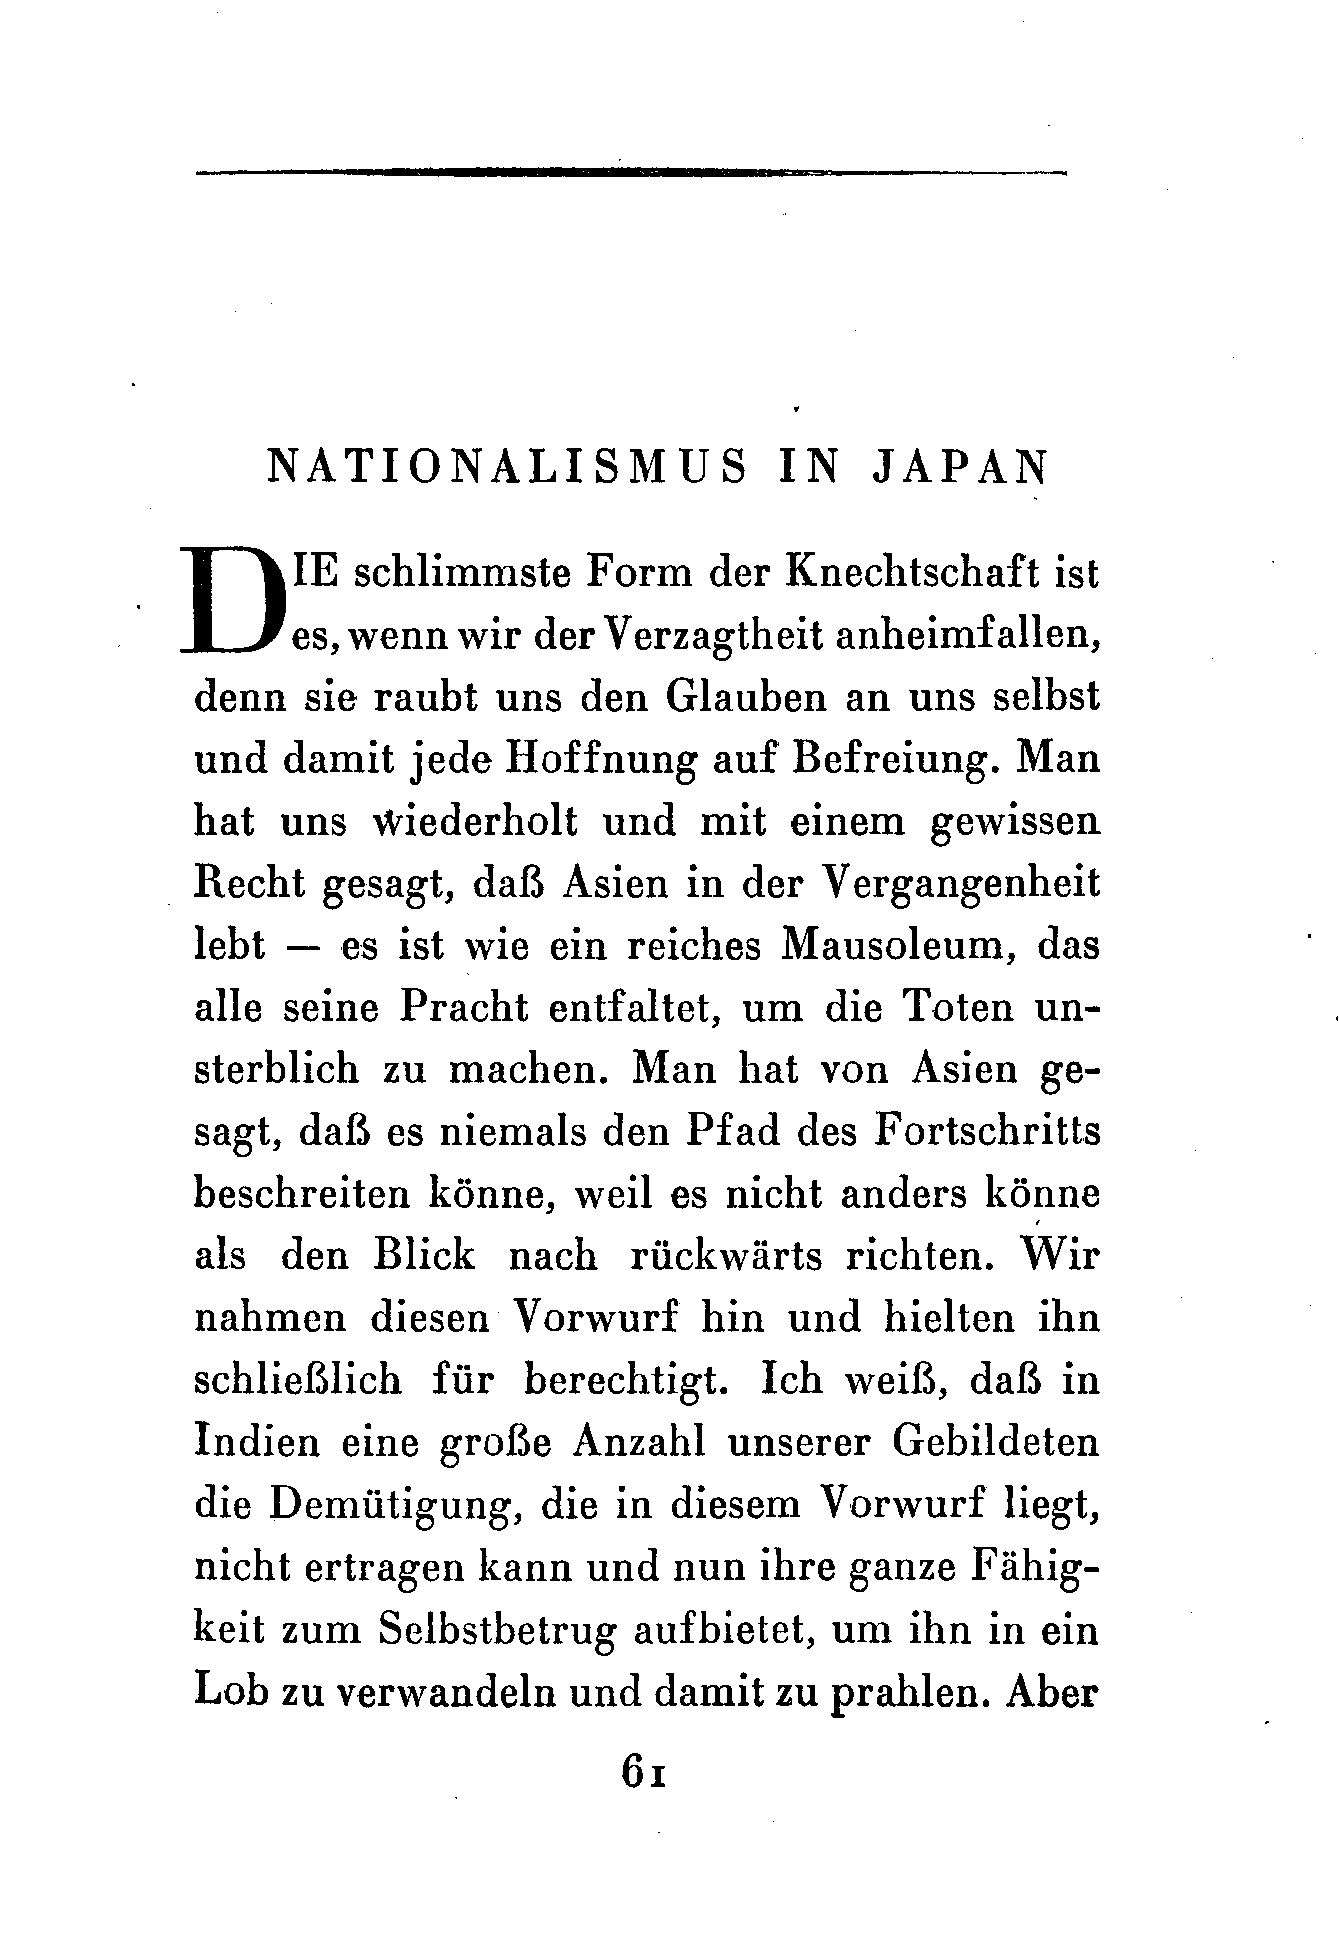 NATIONALISMUS IN JAPAN
DIE schlimmste Form der Knechtschaft ist
es, wenn wir der Verzagtheit anheimfallen,
denn sie raubt uns den Glauben an uns selbst
und damit jede Hoffnung auf Befreiung. Man
hat uns wiederholt und mit einem gewissen
Recht gesagt, daß Asien in der Vergangenheit
lebt — es ist wie ein reiches Mausoleum, das
alle seine Pracht entfaltet, um die Toten un-
sterblich zu machen. Man hat von Asien ge-
sagt, daß es niemals den Pfad des Fortschritts
beschreiten könne, weil es nicht anders könne
als den Blick nach rückwärts richten. Wir
nahmen diesen Vorwurf hin und hielten ihn
schließlich für berechtigt. Ich weiß, daß in
Indien eine große Anzahl unserer Gebildeten
die Demütigung, die in diesem Vorwurf liegt,
nicht ertragen kann und nun ihre ganze Fähig-
keit zum Selbstbetrug aufbietet, um ihn in ein
Lob zu verwandeln und damit zu prahlen. Aber
61